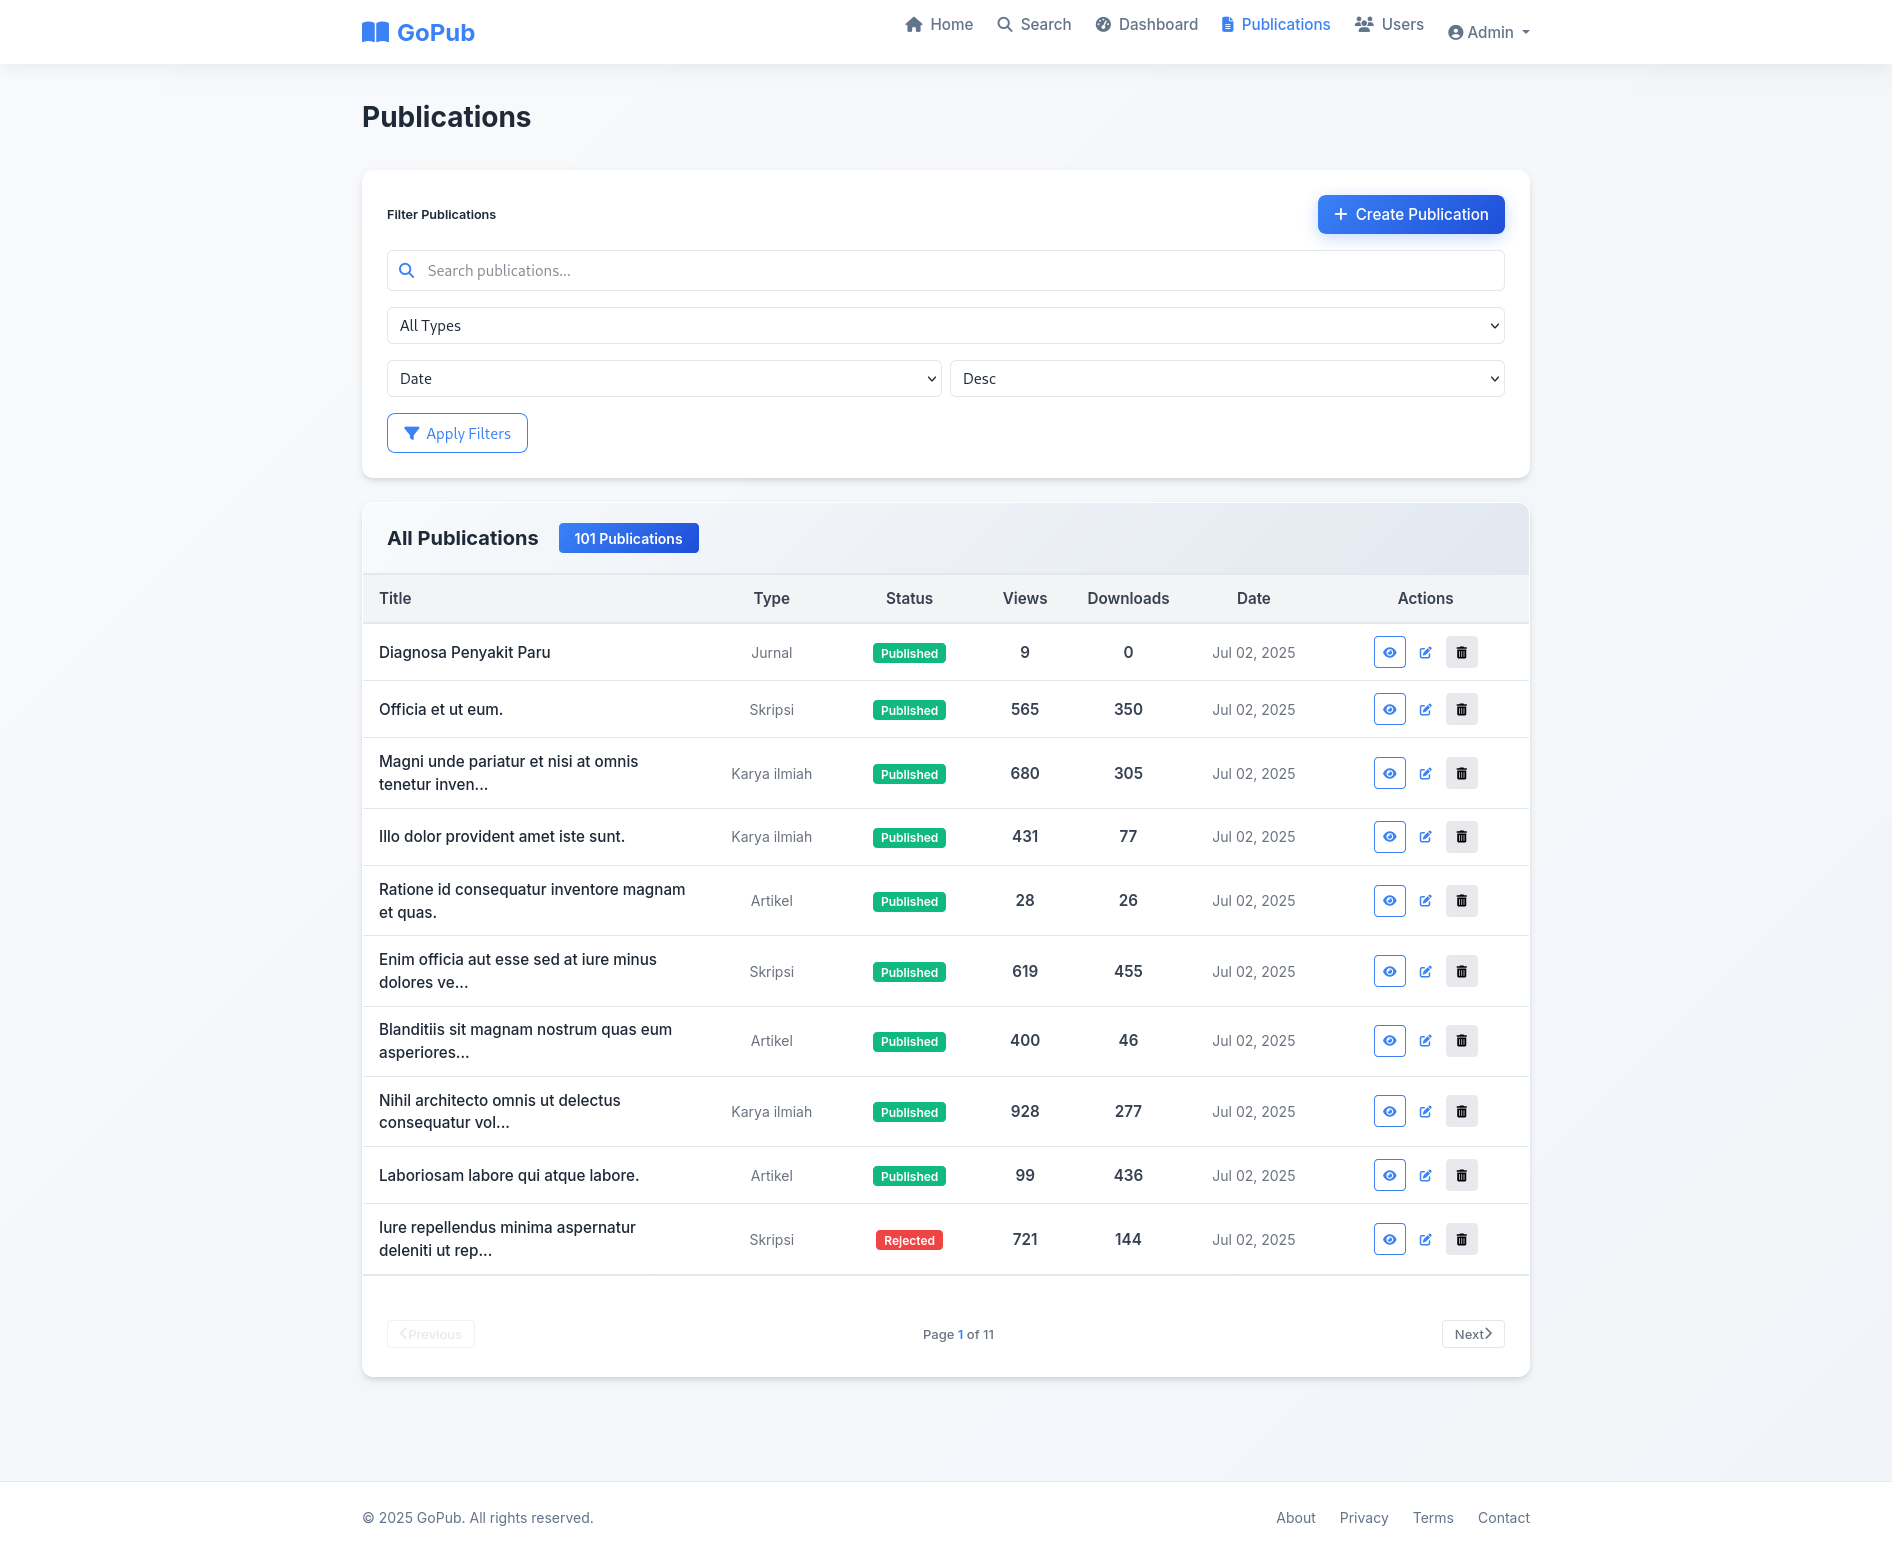 GoPub
Home Search Dashboard Publications Users Admin
Publications
Filter Publications
Create Publication
Search publications...
All Types
Date Desc
Apply Filters
All Publications 101 Publications
Title Type Status Views Downloads Date Actions
Diagnosa Penyakit Paru Jurnal Published 9 0 Jul 02, 2025
Officia et ut eum. Skripsi Published 565 350 Jul 02, 2025
Magni unde pariatur et nisi at omnis
tenetur inven... Karya ilmiah Published 680 305 Jul 02, 2025
Illo dolor provident amet iste sunt. Karya ilmiah Published 431 77 Jul 02, 2025
Ratione id consequatur inventore magnam
et quas. Artikel Published 28 26 Jul 02, 2025
Enim officia aut esse sed at iure minus
dolores ve... Skripsi Published 619 455 Jul 02, 2025
Blanditiis sit magnam nostrum quas eum
asperiores... Artikel Published 400 46 Jul 02, 2025
Nihil architecto omnis ut delectus
consequatur vol... Karya ilmiah Published 928 277 Jul 02, 2025
Laboriosam labore qui atque labore. Artikel Published 99 436 Jul 02, 2025
Iure repellendus minima aspernatur
deleniti ut rep... Skripsi Rejected 721 144 Jul 02, 2025
Previous Page 1 of 11 Next
© 2025 GoPub. All rights reserved. About Privacy Terms Contact